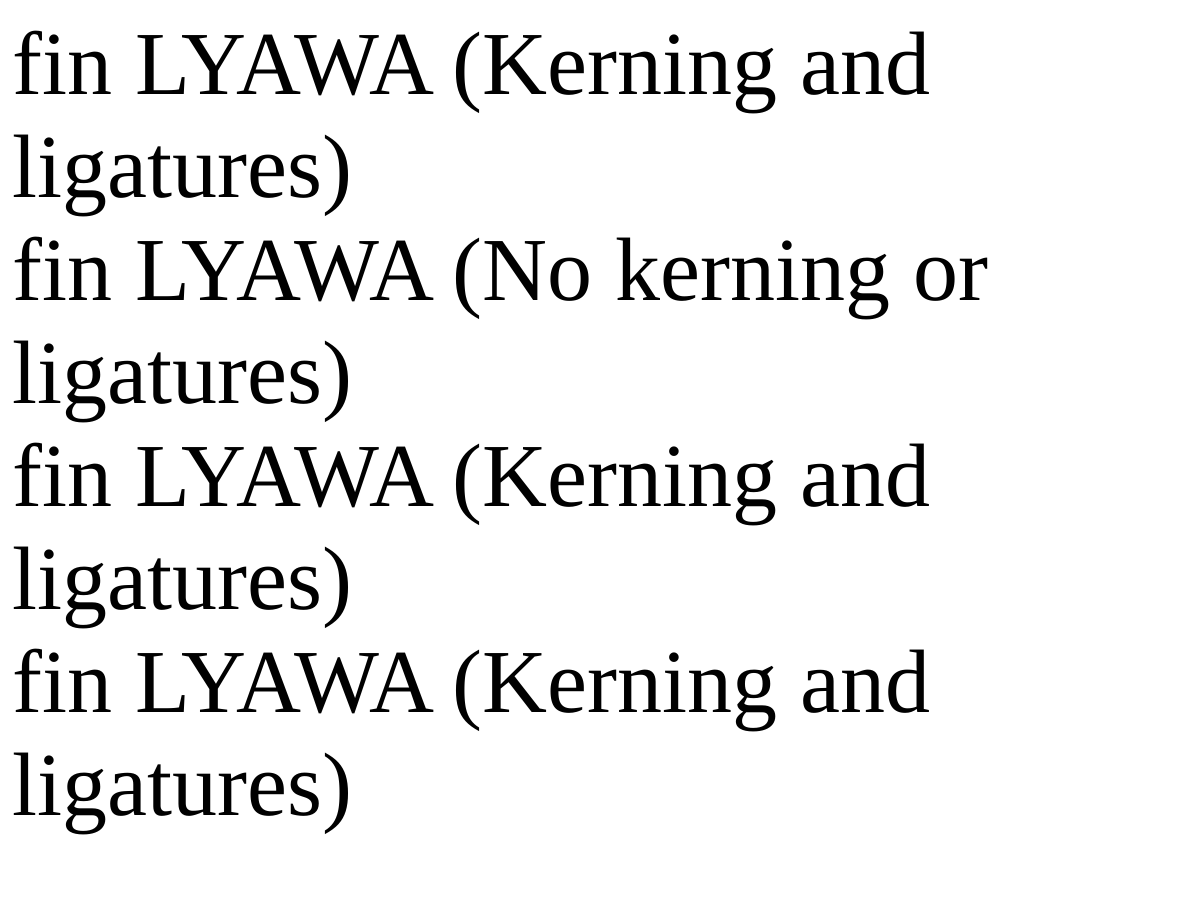 fin LYAWA (Kerning and
ligatures)
fin LYAWA (No kerning or
ligatures)
fin LYAWA (Kerning and
ligatures)
fin LYAWA (Kerning and
ligatures)